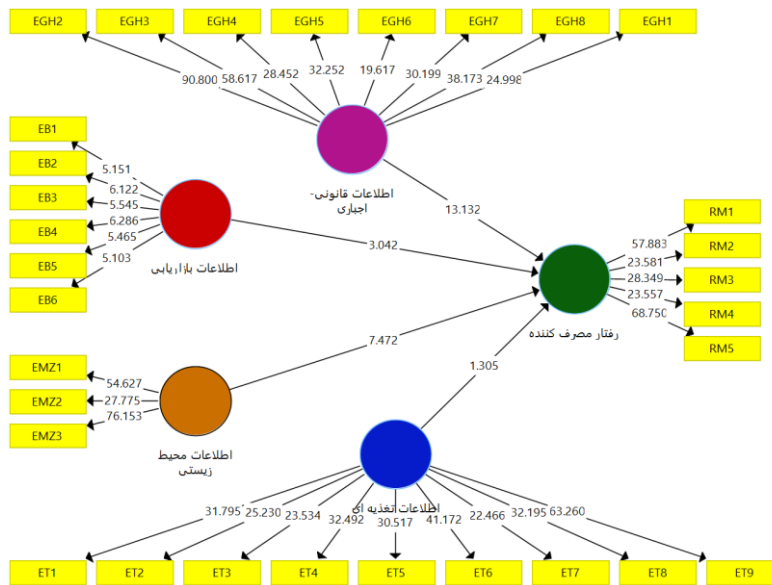 EGH2
EGH3
EGH4
EGH5
EGH6
EGH7
EGH8
EGH1
90.800
58.617
28.452
32.252
19.617
30.199
38.173
24.998
اطلاعات قانونی-
اجباری
13.132
EB1
EB2
EB3
EB4
EB5
EB6
5.151
6.122
5.545
6.286
5.465
5.103
اطلاعات بازاریابی
3.042
RM1
RM2
RM3
RM4
RM5
57.883
23.581
28.349
23.557
68.750
رفتار مصرف کننده
7.472
1.305
EMZ1
EMZ2
EMZ3
54.627
27.775
76.153
اطلاعات محیط
زیستی
اطلاعات تغذیه ای
31.795
25.230
23.534
32.492
30.517
41.172
22.466
32.195
63.260
ET1
ET2
ET3
ET4
ET5
ET6
ET7
ET8
ET9